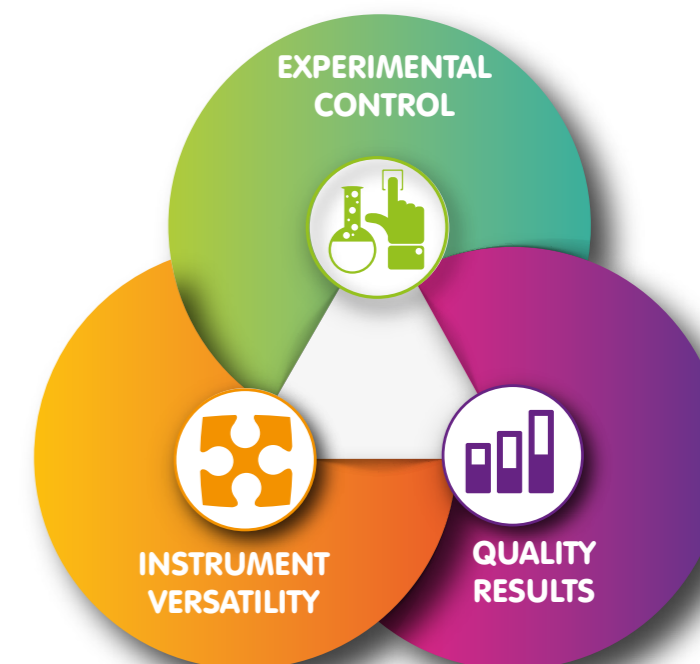 EXPERIMENTAL
CONTROL
INSTRUMENT
VERSATILITY
QUALITY
RESULTS